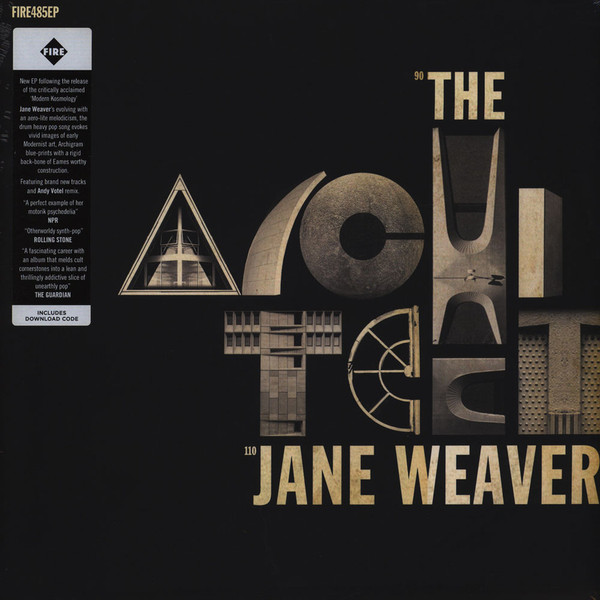 FIRE485EP
FIRE
New EP following the release
of the critically acclaimed
'Modern Kosmology'
Jane Weaver's evolving with
an aero-lite melodicism, the
drum heavy pop song evokes
vivid images of early
Modernist art, Archigram
blue-prints with a rigid
back-bone of Eames worthy
construction.
Featuring brand new tracks
and Andy Votel remix.
"A perfect example of her
motorik psychedelia"
NPR
"Otherworldly synth-pop"
ROLLING STONE
"A fascinating career with
an album that melds cult
cornerstones into a lean and
thrillingly addictive slice of
unearthly pop"
THE GUARDIAN
INCLUDES
DOWNLOAD CODE
90 THE
ARCHI
TECT
110 JANE WEAVER